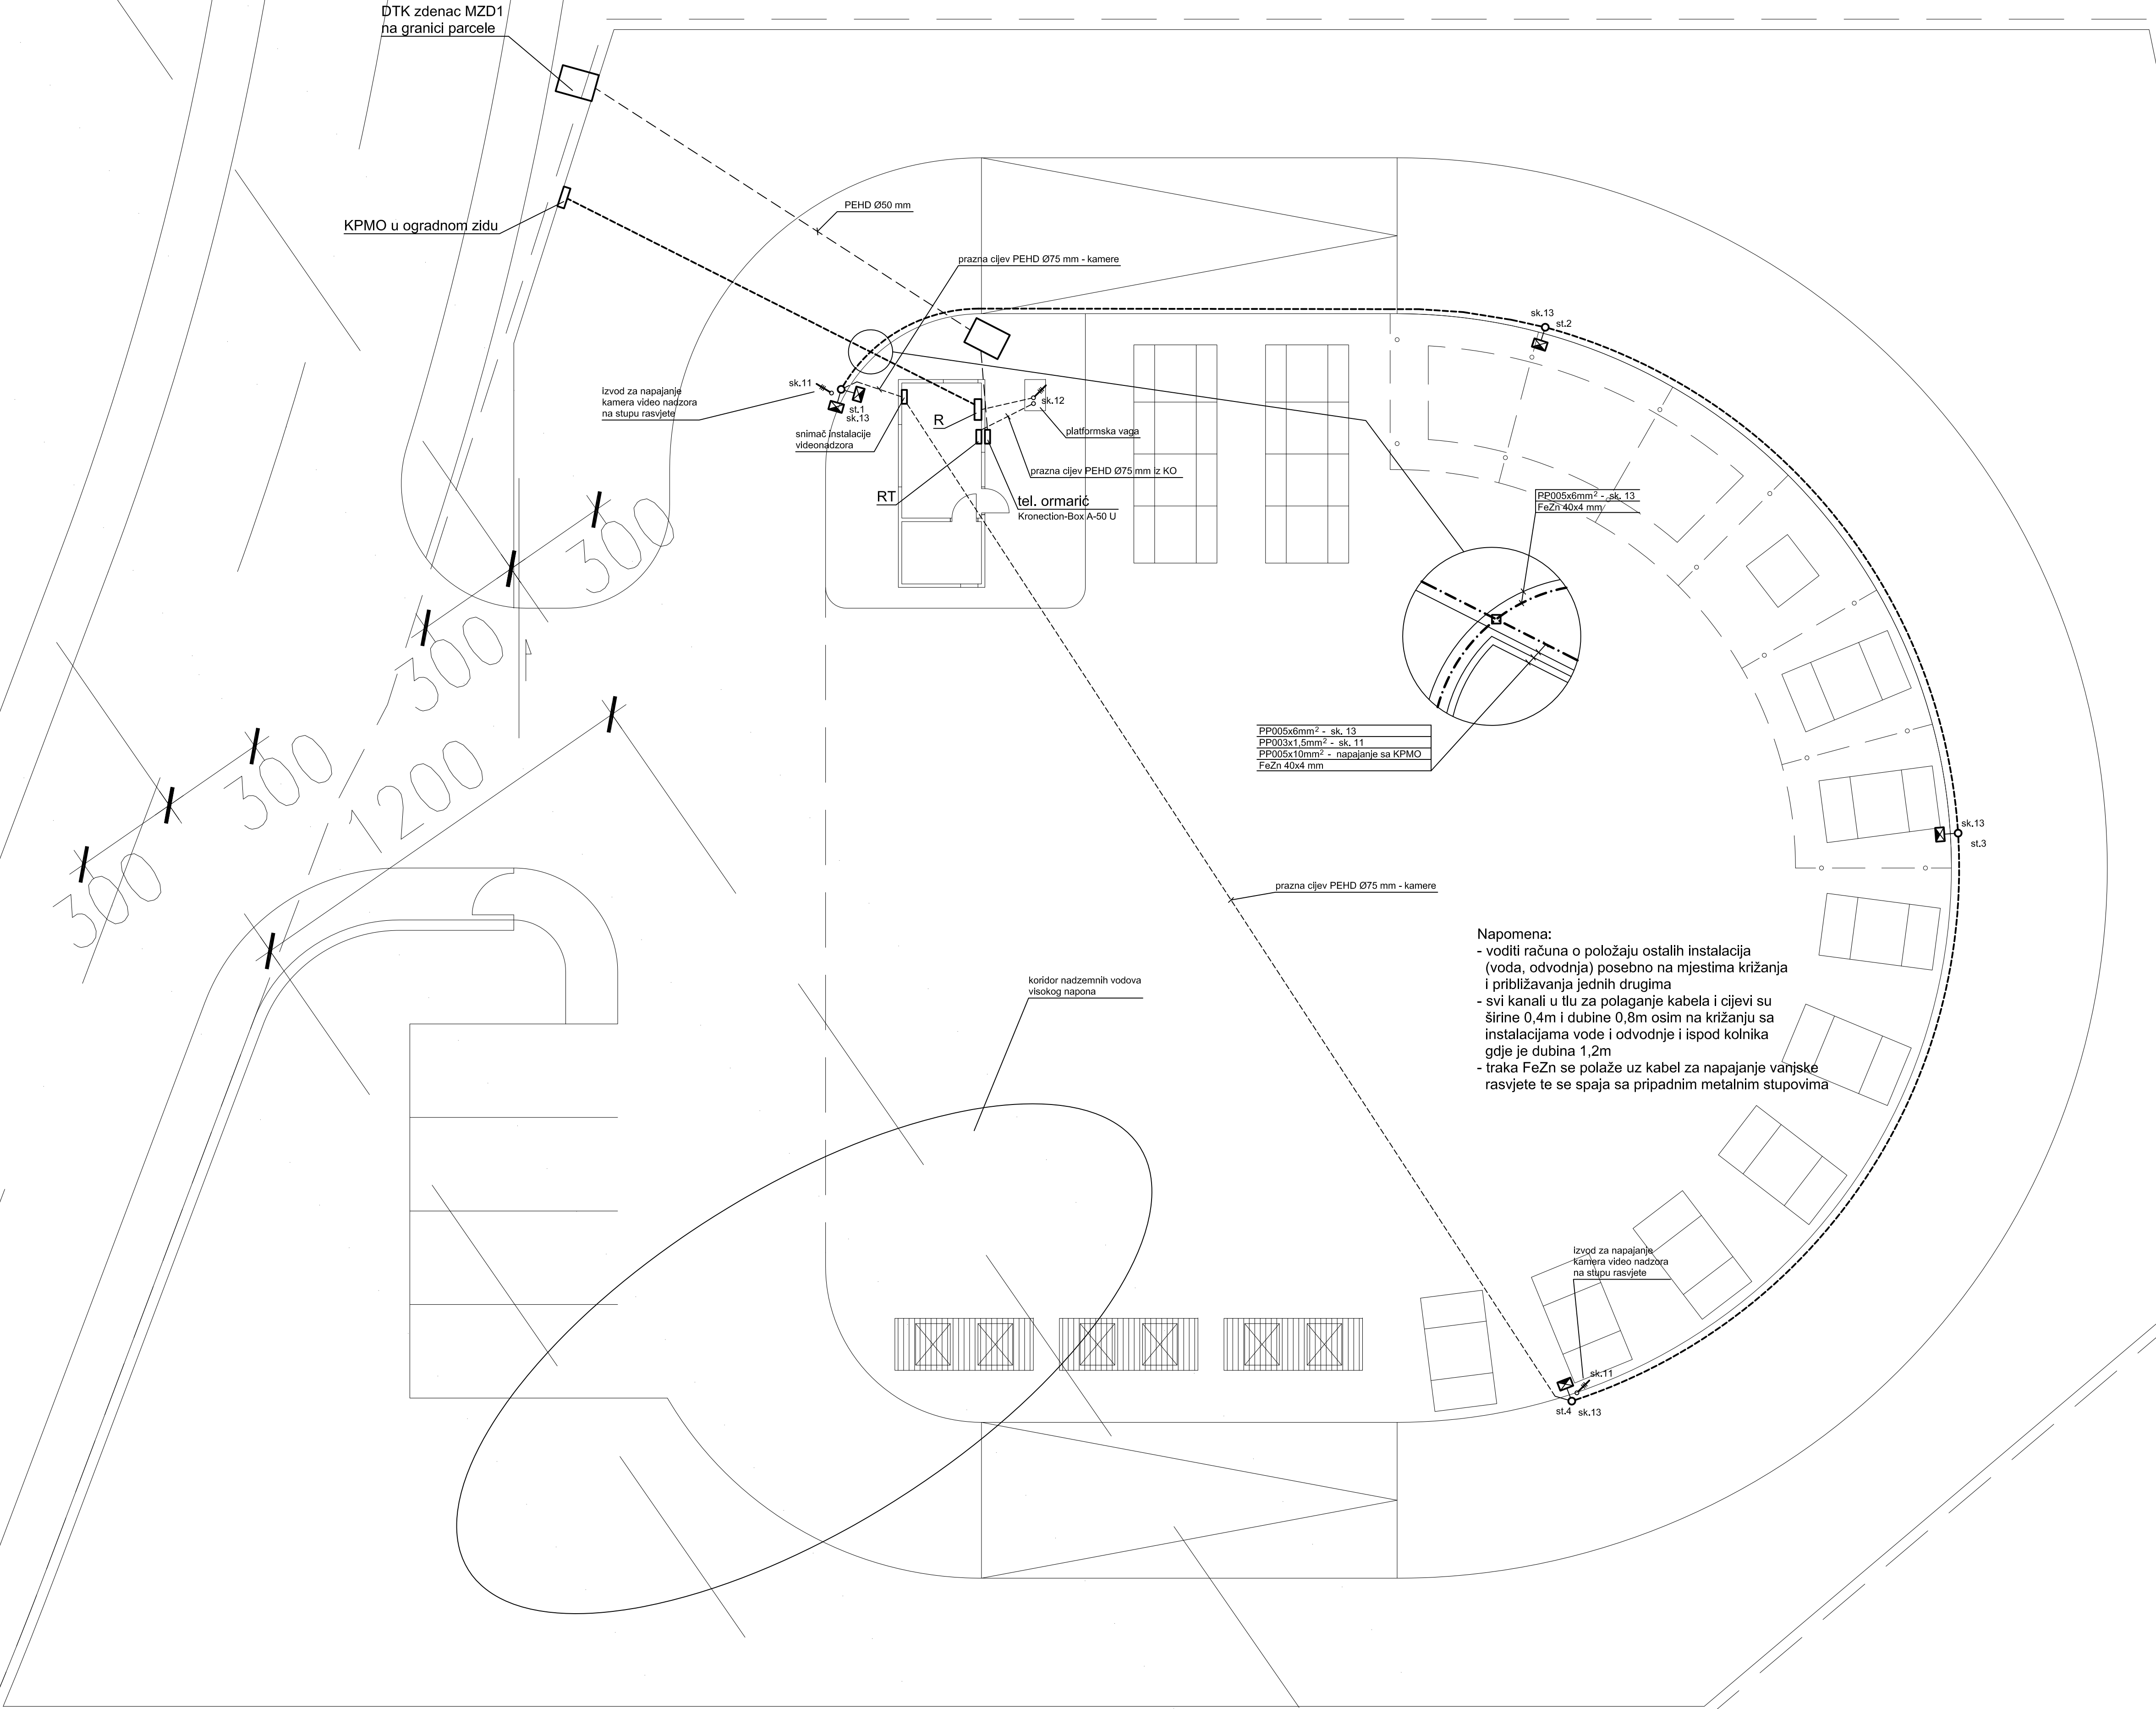 DTK zdenac MZD1
na granici parcele
KPMO u ogradnom zidu
PEHD Ø50 mm
prazna cijev PEHD Ø75 mm - kamere
sk.13
st.2
sk.11
izvod za napajanje
kamera video nadzora
na stupu rasvjete
st.1
sk.13
snimač instalacije
videonadzora
R
sk.12
platformska vaga
prazna cijev PEHD Ø75 mm iz KO
RT
tel. ormarić
Kronection-Box A-50 U
PP005x6mm² - sk. 13
FeZn 40x4 mm
300
300
300
300
1200
PP005x6mm² - sk. 13
PP003x1,5mm² - sk. 11
PP005x10mm² - napajanje sa KPMO
FeZn 40x4 mm
sk.13
st.3
prazna cijev PEHD Ø75 mm - kamere
Napomena:
- voditi računa o položaju ostalih instalacija
(voda, odvodnja) posebno na mjestima križanja
i približavanja jednih drugima
- svi kanali u tlu za polaganje kabela i cijevi su
širine 0,4m i dubine 0,8m osim na križanju sa
instalacijama vode i odvodnje i ispod kolnika
gdje je dubina 1,2m
- traka FeZn se polaže uz kabel za napajanje vanjske
rasvjete te se spaja sa pripadnim metalnim stupovima
koridor nadzemnih vodova
visokog napona
izvod za napajanje
kamera video nadzora
na stupu rasvjete
sk.11
st.4
sk.13